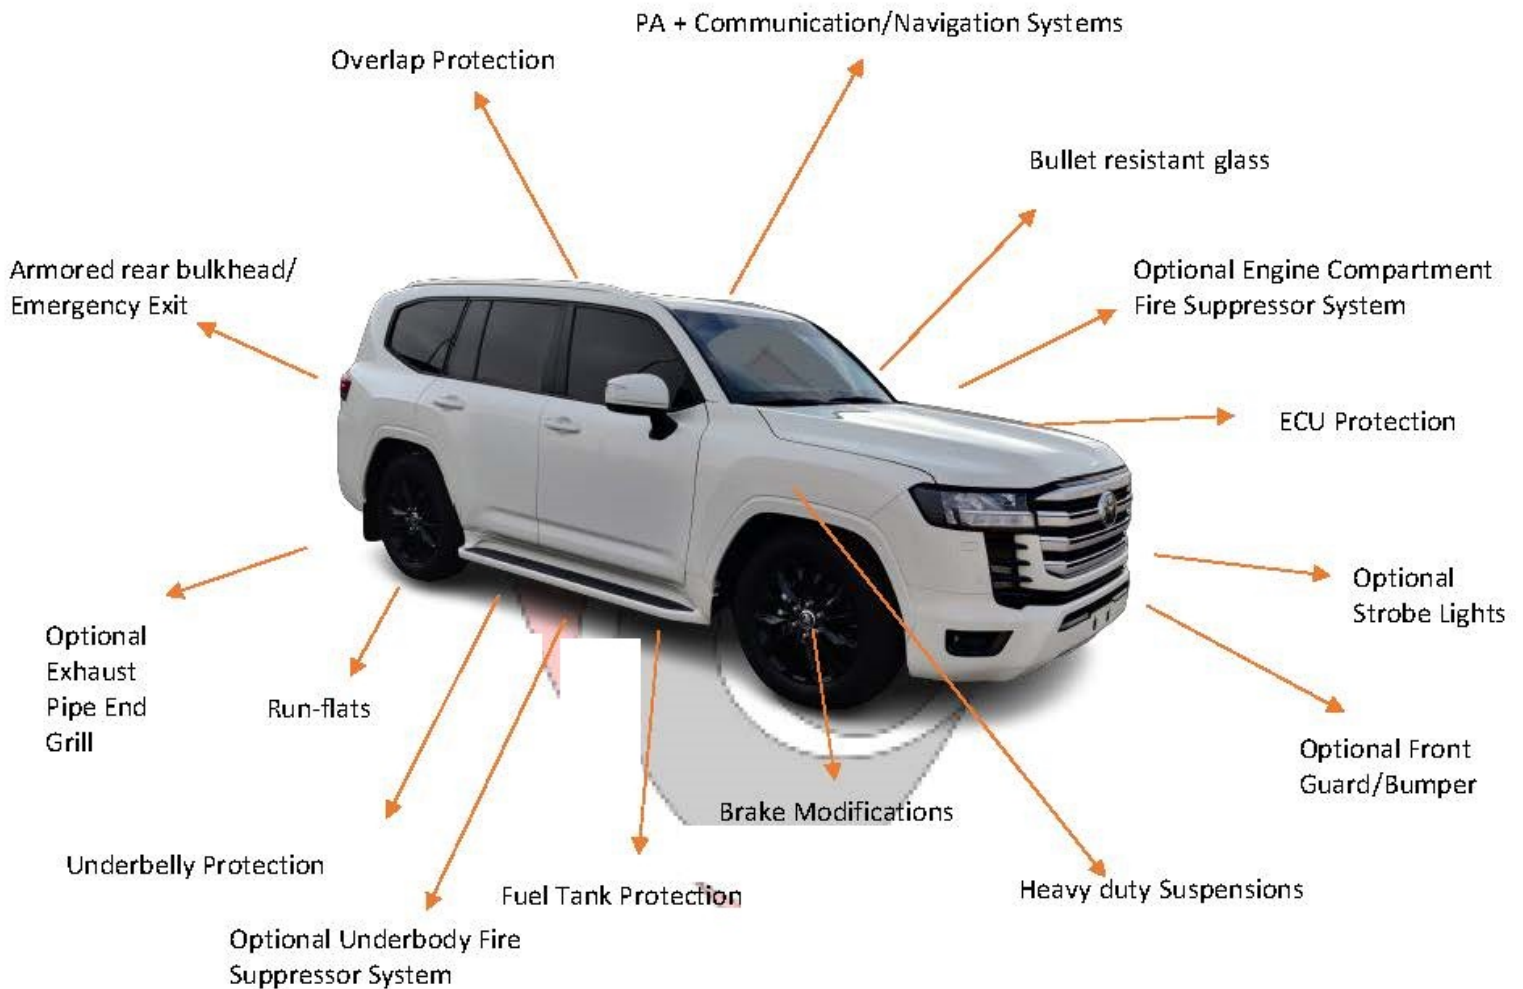 PA + Communication/Navigation Systems
Overlap Protection
Bullet resistant glass
Armored rear bulkhead/
Emergency Exit
Optional Engine Compartment
Fire Suppressor System
ECU Protection
Optional
Strobe Lights
Optional
Exhaust
Pipe End
Grill
Run-flats
Optional Front
Guard/Bumper
Brake Modifications
Underbelly Protection
Fuel Tank Protection
Heavy duty Suspensions
Optional Underbody Fire
Suppressor System